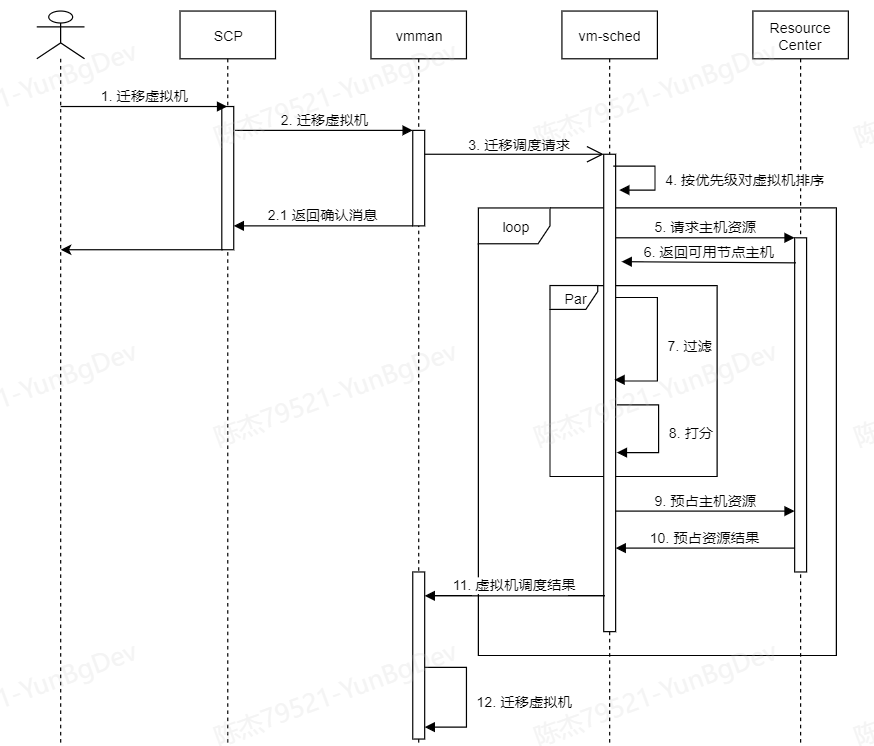 SCP
vmman
vm-sched
Resource
Center
1. 迁移虚拟机
2. 迁移虚拟机
3. 迁移调度请求
4. 按优先级对虚拟机排序
2.1 返回确认消息
loop
5. 请求主机资源
6. 返回可用节点主机
Par
7. 过滤
8. 打分
9. 预占主机资源
10. 预占资源结果
11. 虚拟机调度结果
12. 迁移虚拟机
陈杰79521-YunBgDev